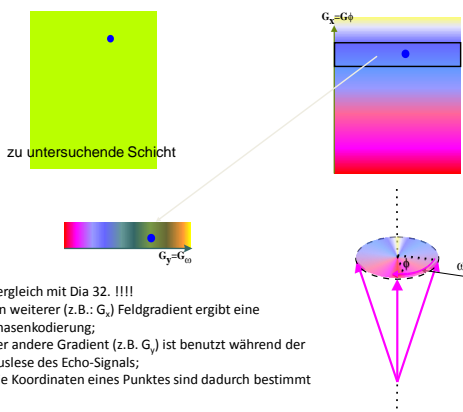 Gx=Gϕ
zu untersuchende Schicht
Gy=Gω
ϕ
ω
ergleich mit Dia 32. !!!!
n weiterer (z.B.: Gx) Feldgradient ergibt eine
hasenkodierung;
er andere Gradient (z.B. Gy) ist benutzt während der
uslese des Echo-Signals;
e Koordinaten eines Punktes sind dadurch bestimmt